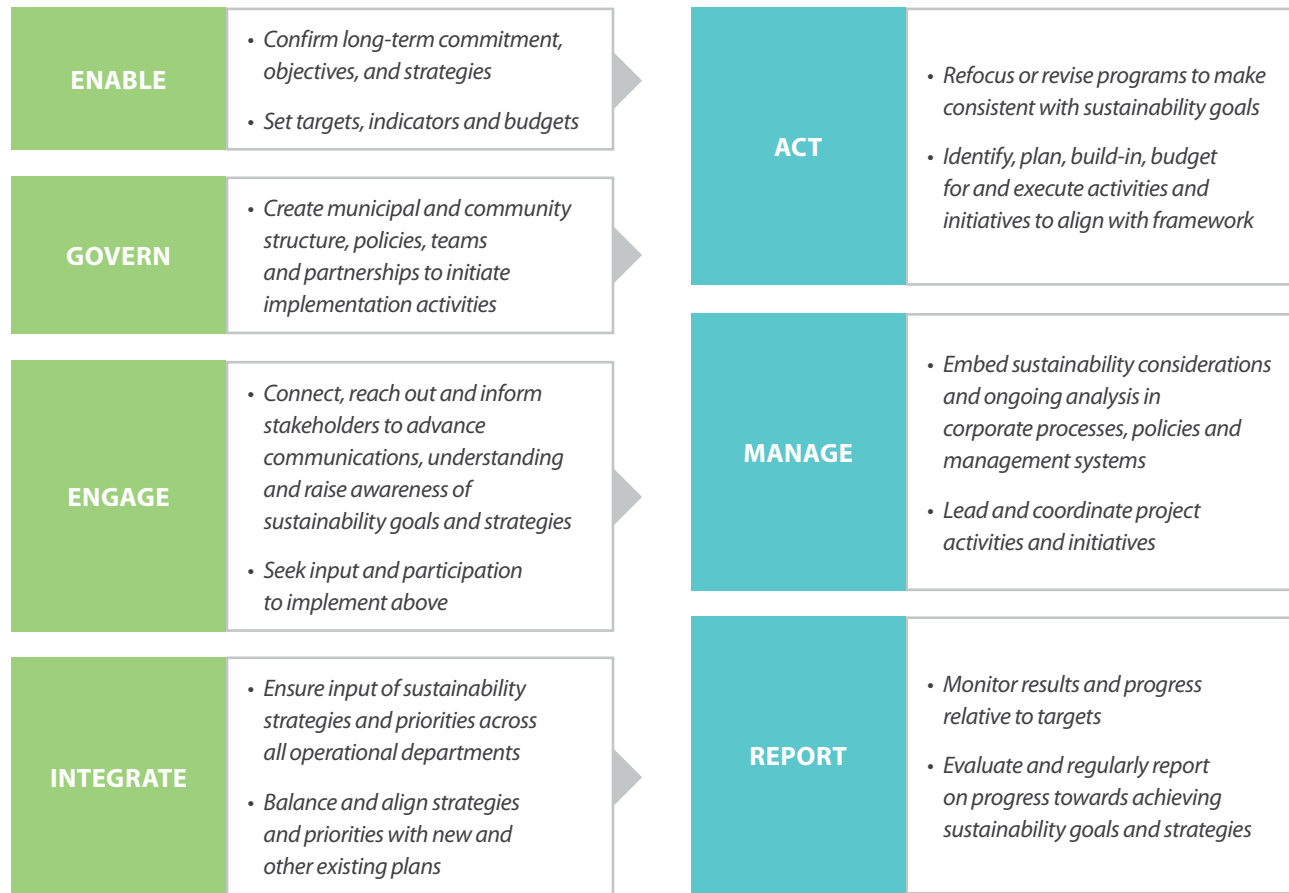 ENABLE
• Confirm long-term commitment,
objectives, and strategies
• Set targets, indicators and budgets
GOVERN
• Create municipal and community
structure, policies, teams
and partnerships to initiate
implementation activities
ENGAGE
• Connect, reach out and inform
stakeholders to advance
communications, understanding
and raise awareness of
sustainability goals and strategies
• Seek input and participation
to implement above
INTEGRATE
• Ensure input of sustainability
strategies and priorities across
all operational departments
• Balance and align strategies
and priorities with new and
other existing plans
ACT
• Refocus or revise programs to make
consistent with sustainability goals
• Identify, plan, build-in, budget
for and execute activities and
initiatives to align with framework
MANAGE
• Embed sustainability considerations
and ongoing analysis in
corporate processes, policies and
management systems
• Lead and coordinate project
activities and initiatives
REPORT
• Monitor results and progress
relative to targets
• Evaluate and regularly report
on progress towards achieving
sustainability goals and strategies